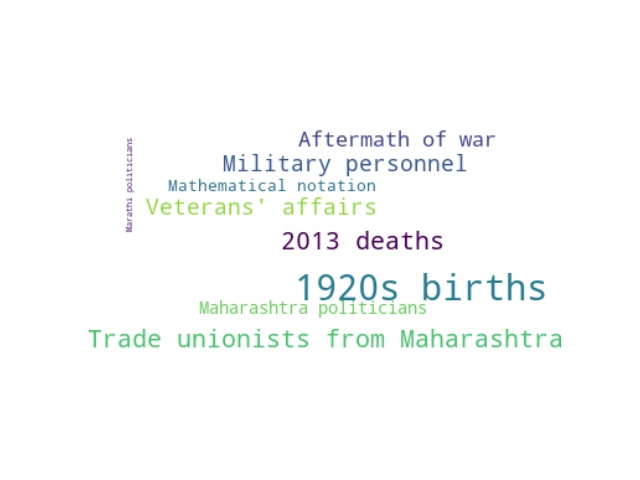 Aftermath of war
Military personnel
Mathematical notation
Veterans' affairs
Marathi politicians
2013 deaths
1920s births
Maharashtra politicians
Trade unionists from Maharashtra